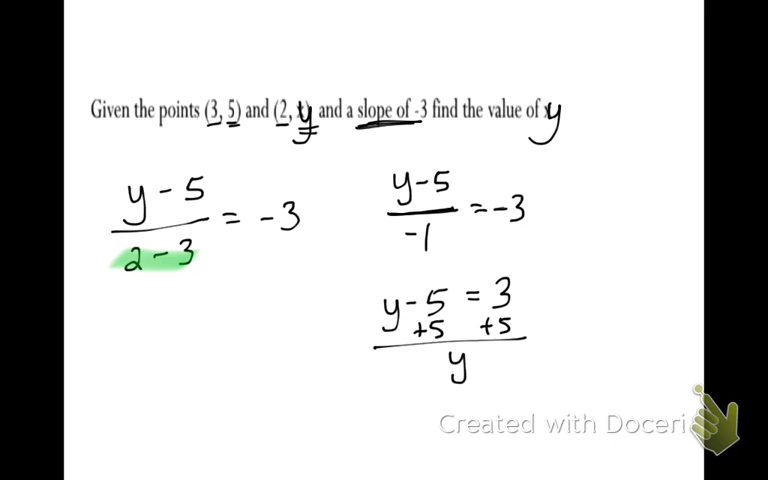 Given the points (3, 5) and (2, y) and a slope of -3 find the value of y
y - 5
2 - 3
= -3
y - 5
-1
= -3
y - 5 = 3
+5 +5
y
Created with Doceri